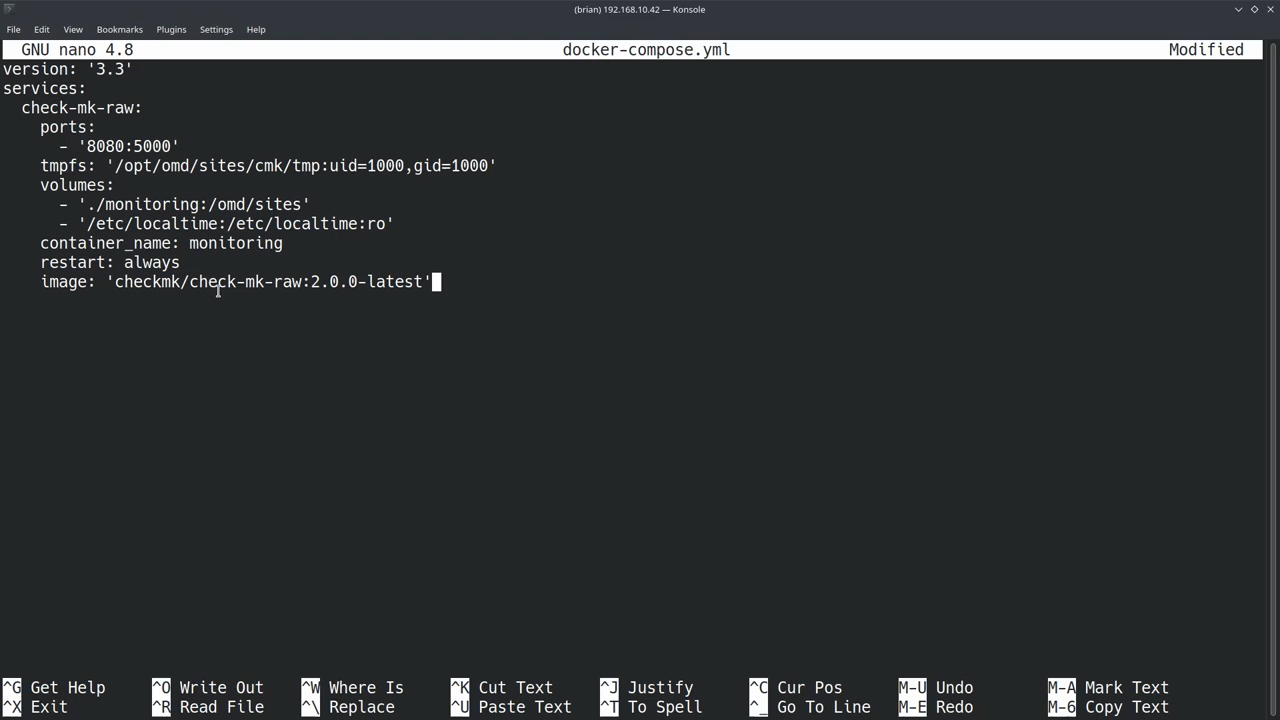 (brian) 192.168.10.42 — Konsole
File Edit View Bookmarks Plugins Settings Help
GNU nano 4.8 docker-compose.yml Modified
version: '3.3'
services:
  check-mk-raw:
    ports:
      - '8080:5000'
    tmpfs: '/opt/omd/sites/cmk/tmp:uid=1000,gid=1000'
    volumes:
      - './monitoring:/omd/sites'
      - '/etc/localtime:/etc/localtime:ro'
    container_name: monitoring
    restart: always
    image: 'checkmk/check-mk-raw:2.0.0-latest'
^G Get Help ^O Write Out ^W Where Is ^K Cut Text ^J Justify ^C Cur Pos M-U Undo M-A Mark Text
^X Exit ^R Read File ^\ Replace ^U Paste Text ^T To Spell ^_ Go To Line M-E Redo M-6 Copy Text